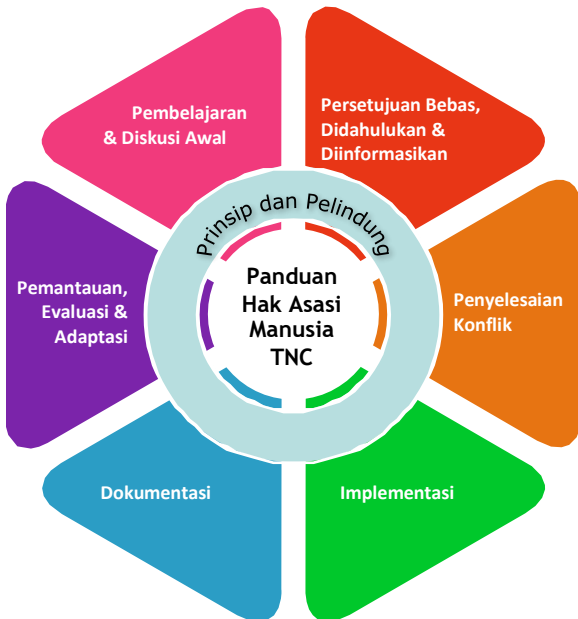 Pembelajaran
& Diskusi Awal
Persetujuan Bebas,
Didahulukan &
Diinformasikan
Prinsip dan Pelindung
Panduan
Hak Asasi
Manusia
TNC
Pemantauan,
Evaluasi &
Adaptasi
Penyelesaian
Konflik
Dokumentasi
Implementasi